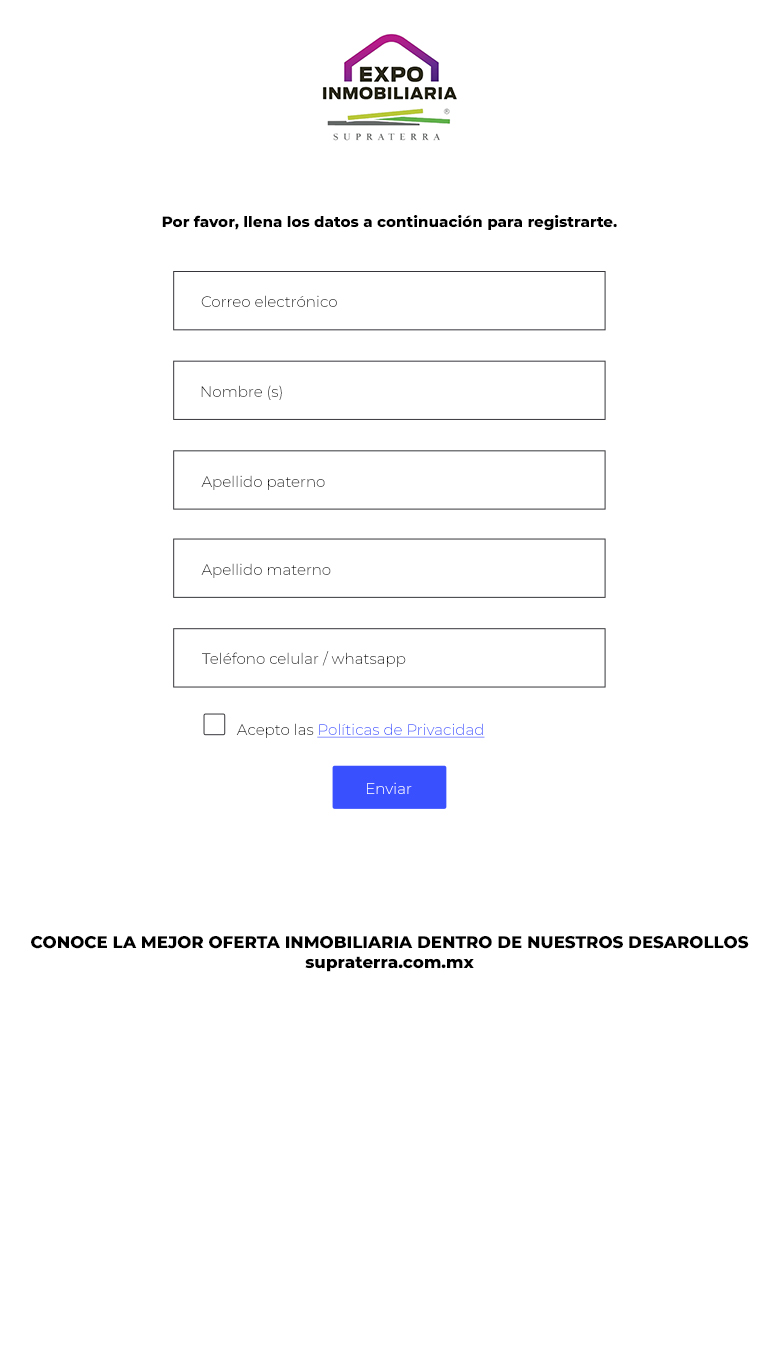 EXPO
INMOBILIARIA
®
SUPRATERRA
Por favor, llena los datos a continuación para registrarte.
Correo electrónico
Nombre (s)
Apellido paterno
Apellido materno
Teléfono celular / whatsapp
Acepto las Políticas de Privacidad
Enviar
CONOCE LA MEJOR OFERTA INMOBILIARIA DENTRO DE NUESTROS DESAROLLOS
supraterra.com.mx